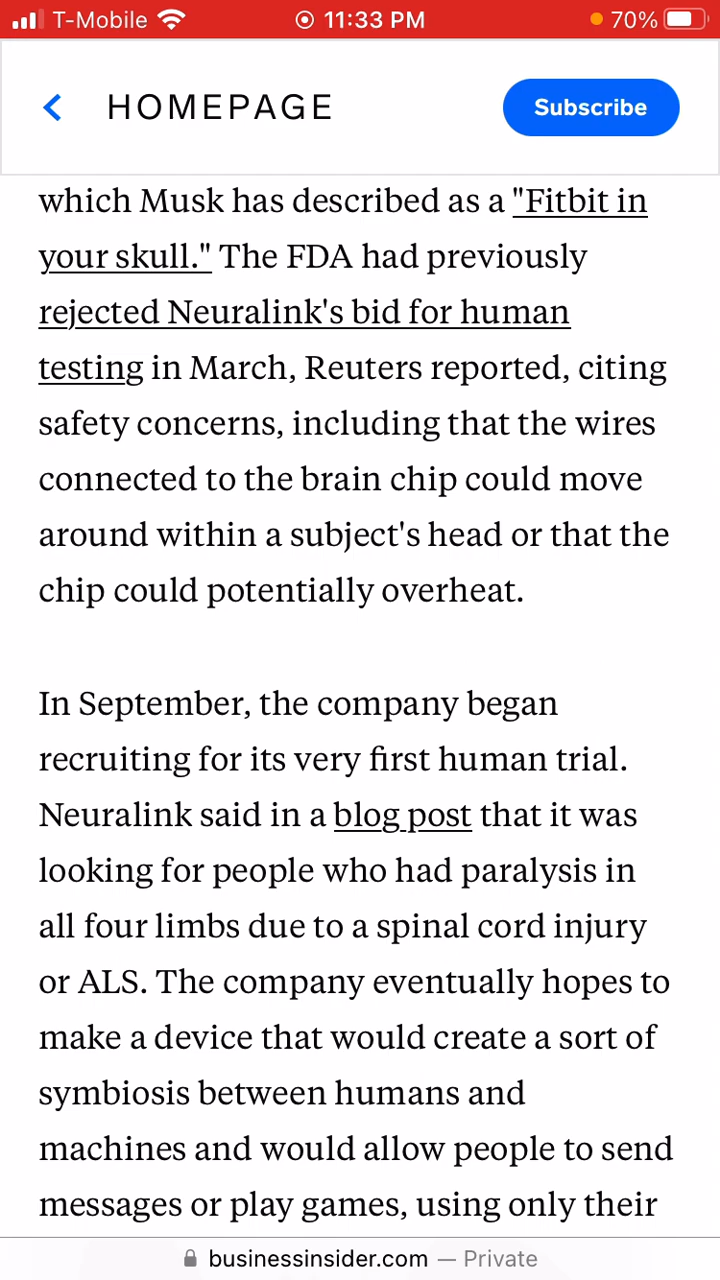 T-Mobile 11:33 PM 70%
HOMEPAGE Subscribe
which Musk has described as a "Fitbit in
your skull." The FDA had previously
rejected Neuralink's bid for human
testing in March, Reuters reported, citing
safety concerns, including that the wires
connected to the brain chip could move
around within a subject's head or that the
chip could potentially overheat.
In September, the company began
recruiting for its very first human trial.
Neuralink said in a blog post that it was
looking for people who had paralysis in
all four limbs due to a spinal cord injury
or ALS. The company eventually hopes to
make a device that would create a sort of
symbiosis between humans and
machines and would allow people to send
messages or play games, using only their
businessinsider.com — Private